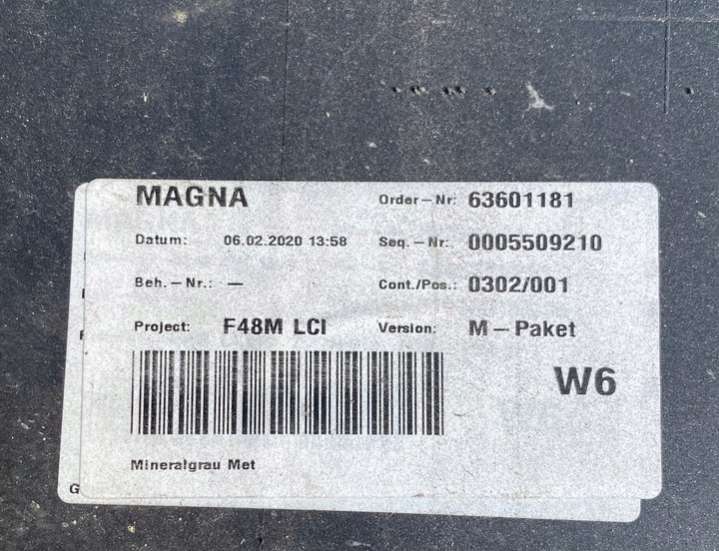 MAGNA Order-Nr: 63601181
Datum: 06.02.2020 13:58 Seq.-Nr.: 0005509210
Beh.-Nr.: — Cont./Pos.: 0302/001
Project: F48M LCI Version: M-Paket
W6
Mineralgrau Met
G